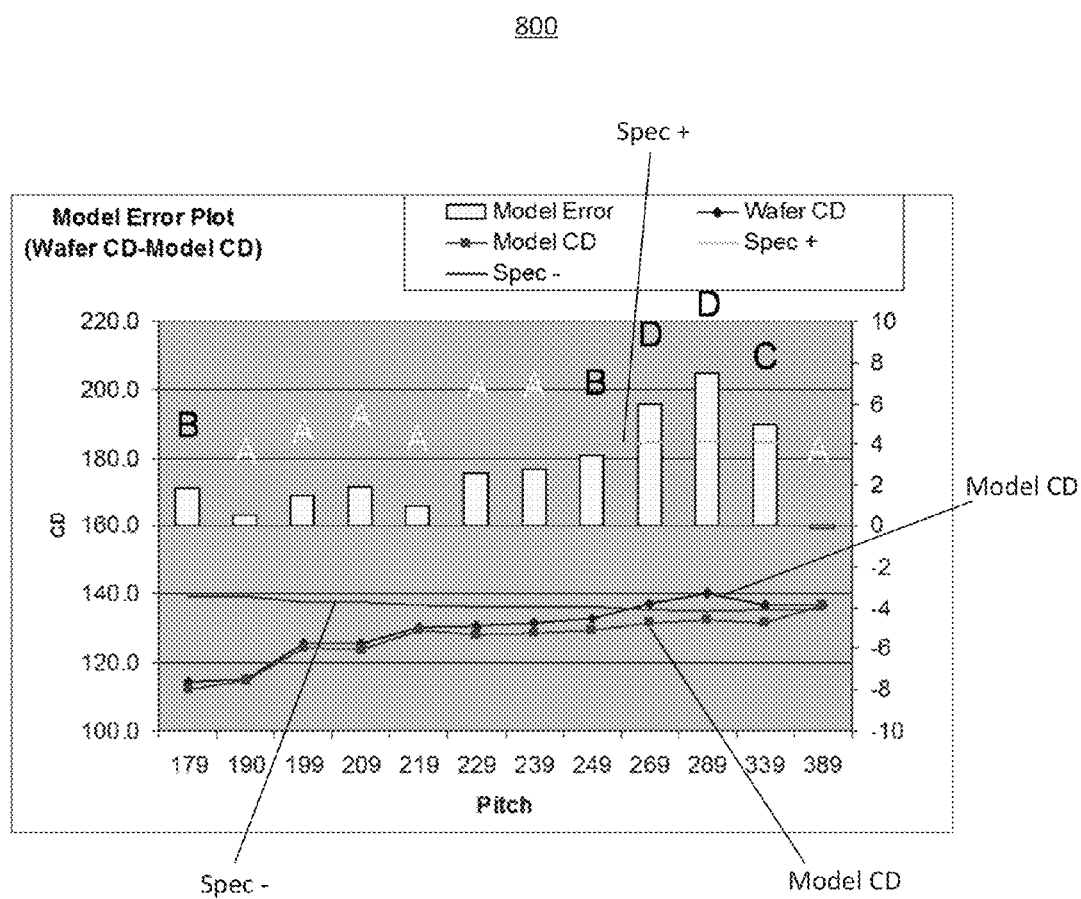 800
Spec +
Model Error Plot
(Wafer CD-Model CD)
Model Error
Wafer CD
Model CD
Spec +
Spec -
220.0
200.0
180.0
160.0
140.0
120.0
100.0
CD
10
8
6
4
2
0
-2
-4
-6
-8
-10
B A A A A A A B D D C A
Model CD
179 190 199 209 219 229 239 249 269 289 339 389
Pitch
Spec -
Model CD